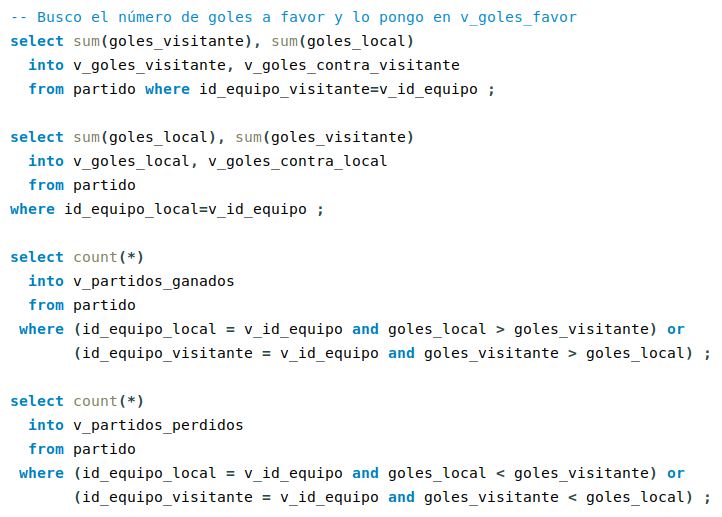 -- Busco el número de goles a favor y lo pongo en v_goles_favor
select sum(goles_visitante), sum(goles_local)
  into v_goles_visitante, v_goles_contra_visitante
  from partido where id_equipo_visitante=v_id_equipo ;

select sum(goles_local), sum(goles_visitante)
  into v_goles_local, v_goles_contra_local
  from partido
where id_equipo_local=v_id_equipo ;

select count(*)
  into v_partidos_ganados
  from partido
 where (id_equipo_local = v_id_equipo and goles_local > goles_visitante) or
       (id_equipo_visitante = v_id_equipo and goles_visitante > goles_local) ;

select count(*)
  into v_partidos_perdidos
  from partido
 where (id_equipo_local = v_id_equipo and goles_local < goles_visitante) or
       (id_equipo_visitante = v_id_equipo and goles_visitante < goles_local) ;